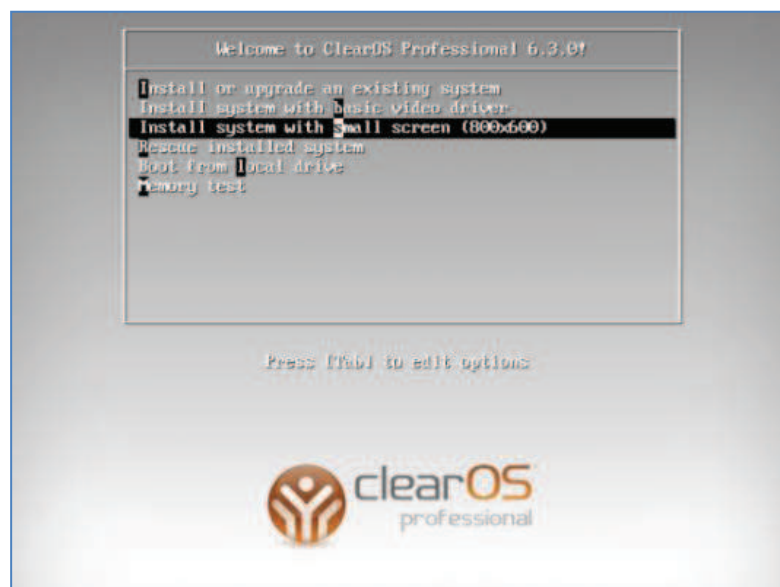 Welcome to ClearOS Professional 6.3.0!
Install or upgrade an existing system
Install system with basic video driver
Install system with small screen (800x600)
Rescue installed system
Boot from local drive
Memory test
Press [Tab] to edit options
clearOS
professional